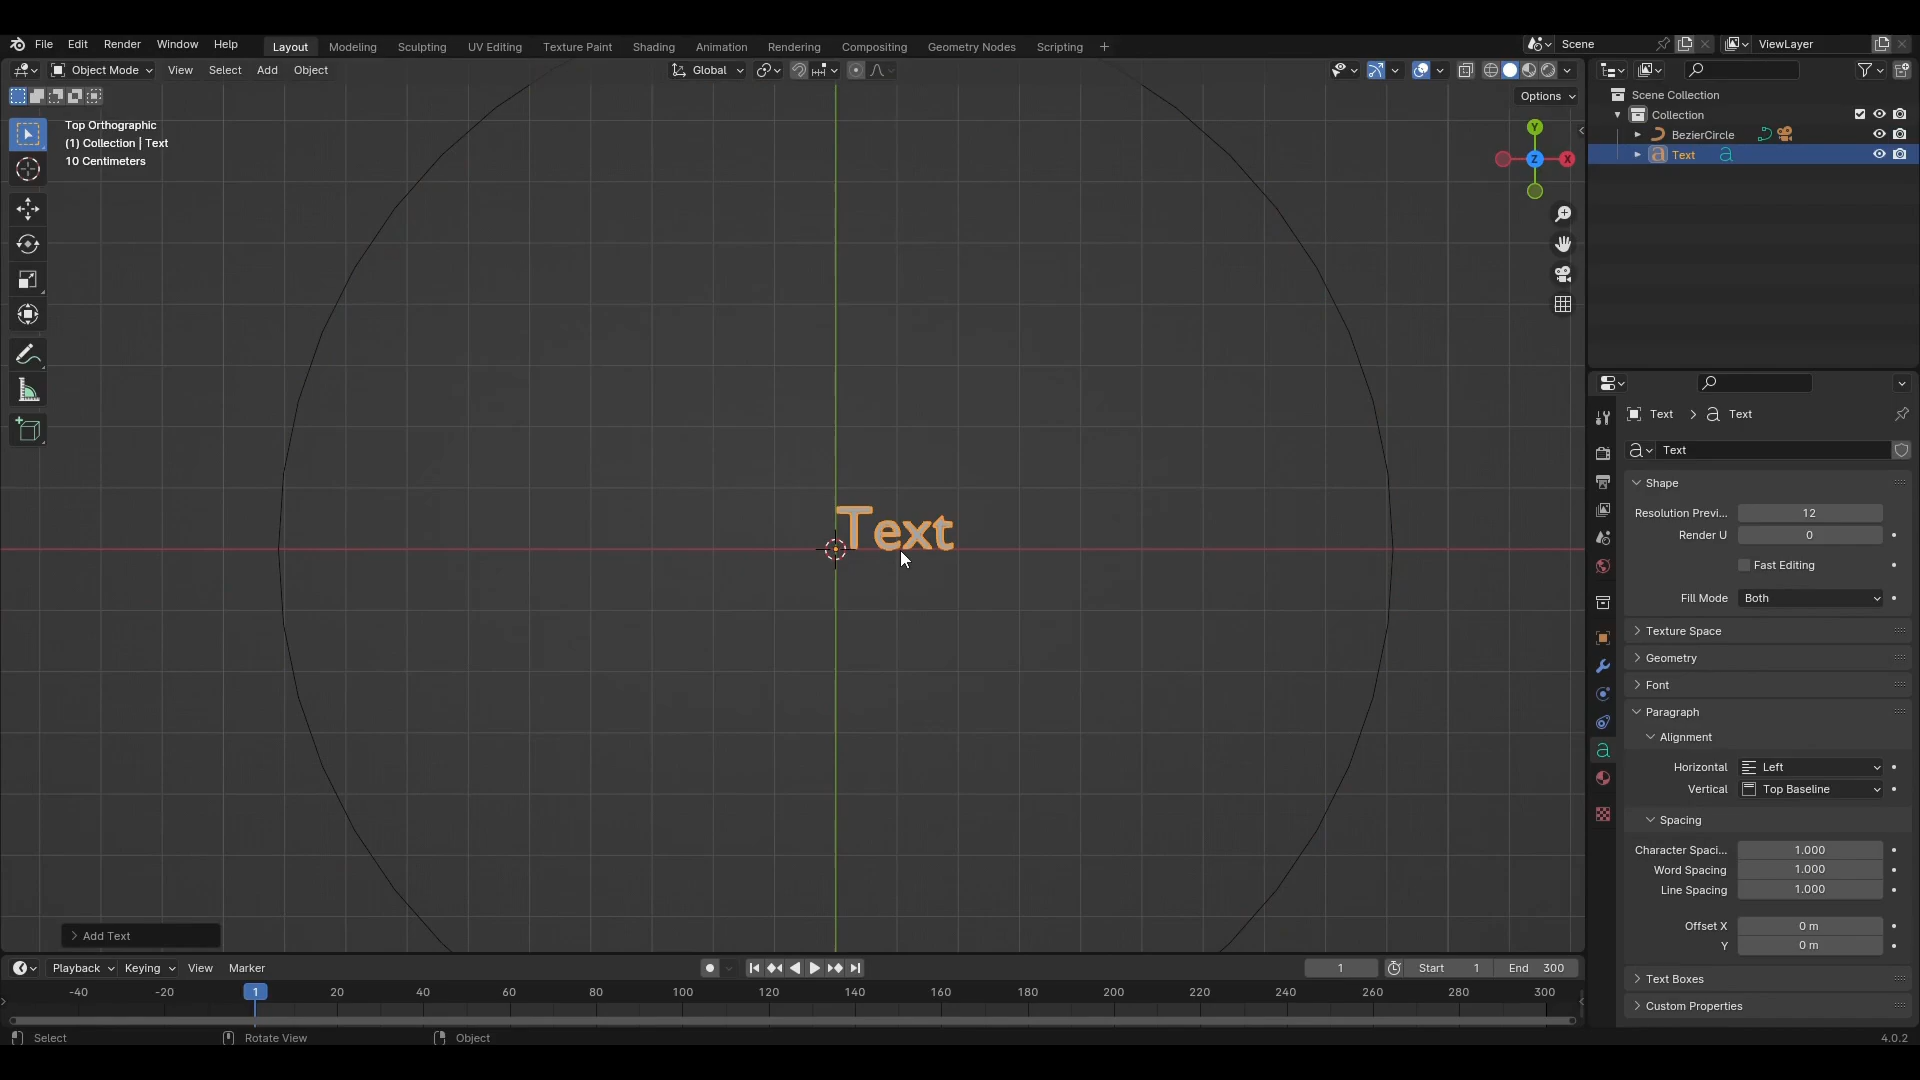 File Edit Render Window Help Layout Modeling Sculpting UV Editing Texture Paint Shading Animation Rendering Compositing Geometry Nodes Scripting + Scene ViewLayer
Object Mode View Select Add Object Global
Options
Top Orthographic
(1) Collection | Text
10 Centimeters
Y
Z X
Text
Add Text
Scene Collection
Collection
BezierCircle
Text
Text > Text
Text
Shape
Resolution Previ... 12
Render U 0
Fast Editing
Fill Mode Both
Texture Space
Geometry
Font
Paragraph
Alignment
Horizontal Left
Vertical Top Baseline
Spacing
Character Spaci... 1.000
Word Spacing 1.000
Line Spacing 1.000
Offset X 0 m
Y 0 m
Text Boxes
Custom Properties
Playback Keying View Marker 1 Start 1 End 300
-40 -20 1 20 40 60 80 100 120 140 160 180 200 220 240 260 280 300
Select Rotate View Object 4.0.2